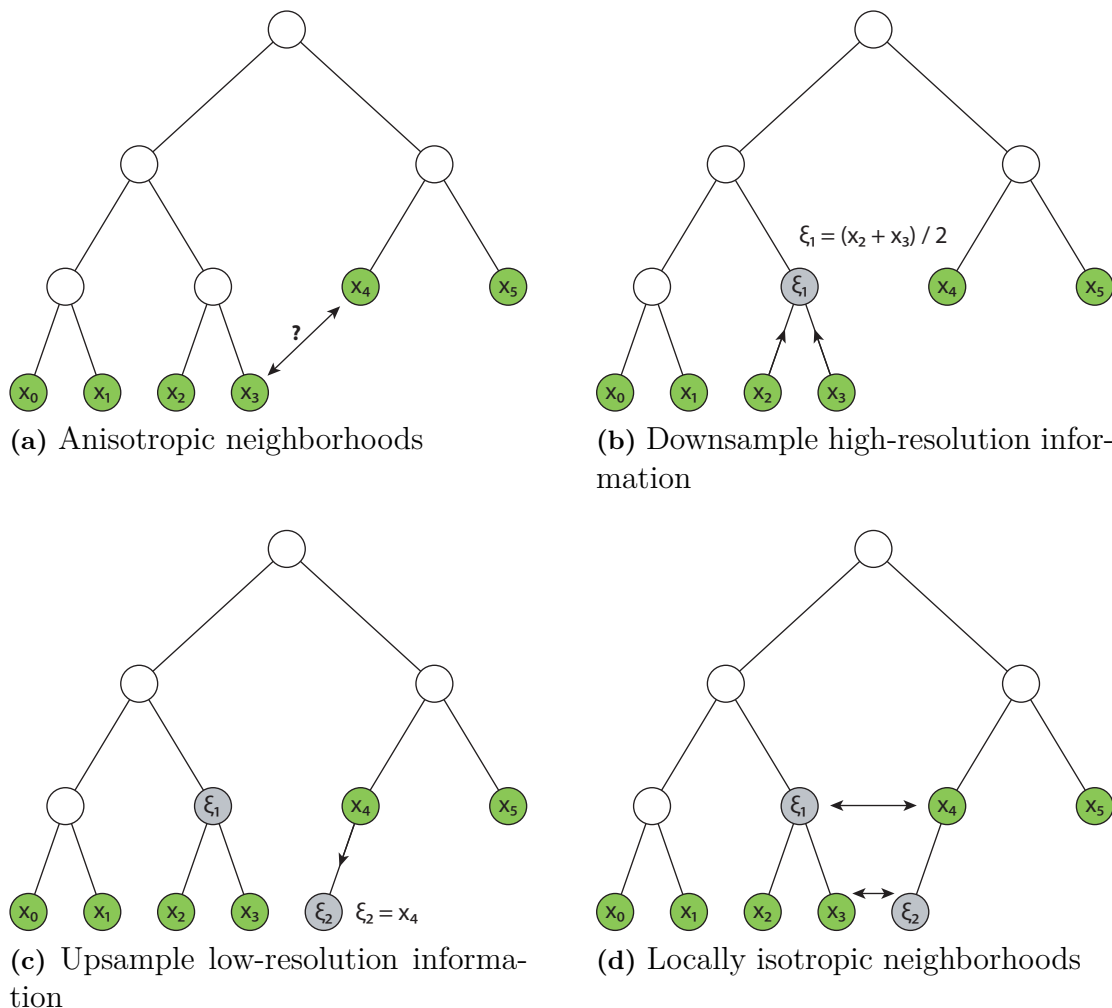 ?
x₄ x₅
x₀ x₁ x₂ x₃
(a) Anisotropic neighborhoods
ξ₁ = (x₂ + x₃) / 2
ξ₁ x₄ x₅
x₀ x₁ x₂ x₃
(b) Downsample high-resolution infor-
mation
ξ₁ x₄ x₅
x₀ x₁ x₂ x₃ ξ₂ ξ₂ = x₄
(c) Upsample low-resolution informa-
tion
ξ₁ x₄ x₅
x₀ x₁ x₂ x₃ ξ₂
(d) Locally isotropic neighborhoods